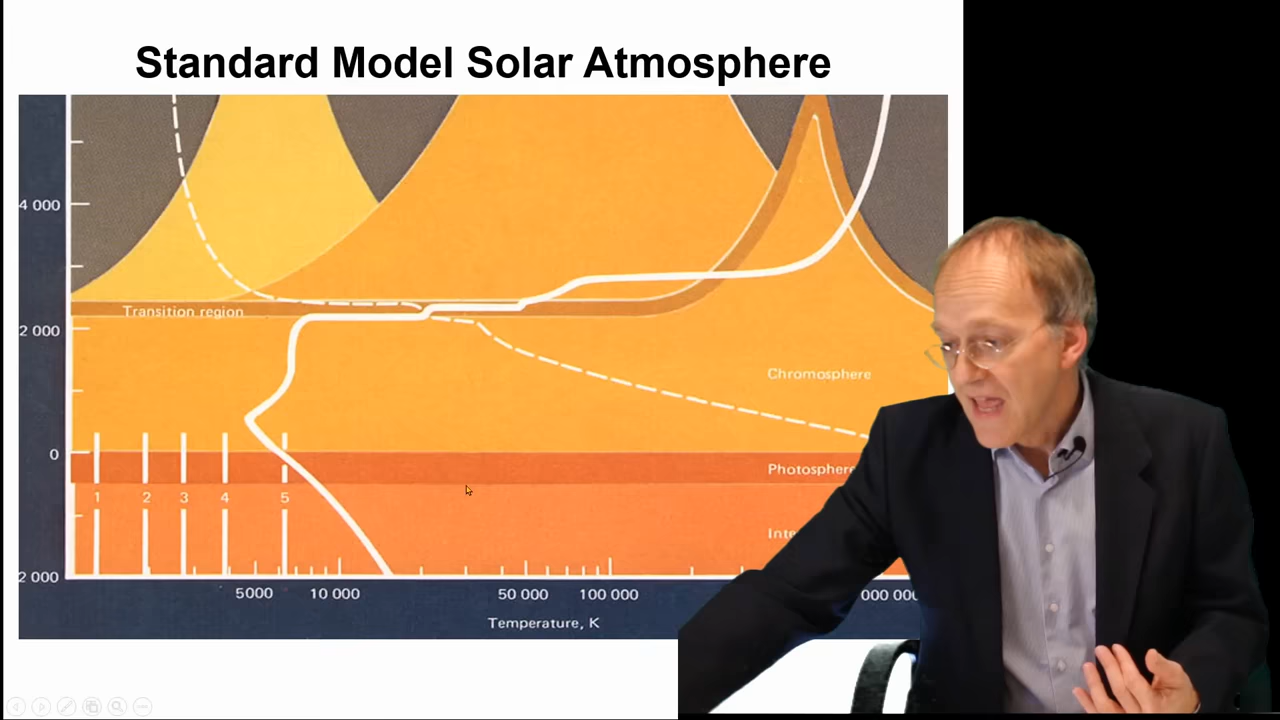 Standard Model Solar Atmosphere
4 000
Transition region
2 000
Chromosphere
0
Photosphere
1 2 3 4 5
2 000
5000 10 000 50 000 100 000
Temperature, K